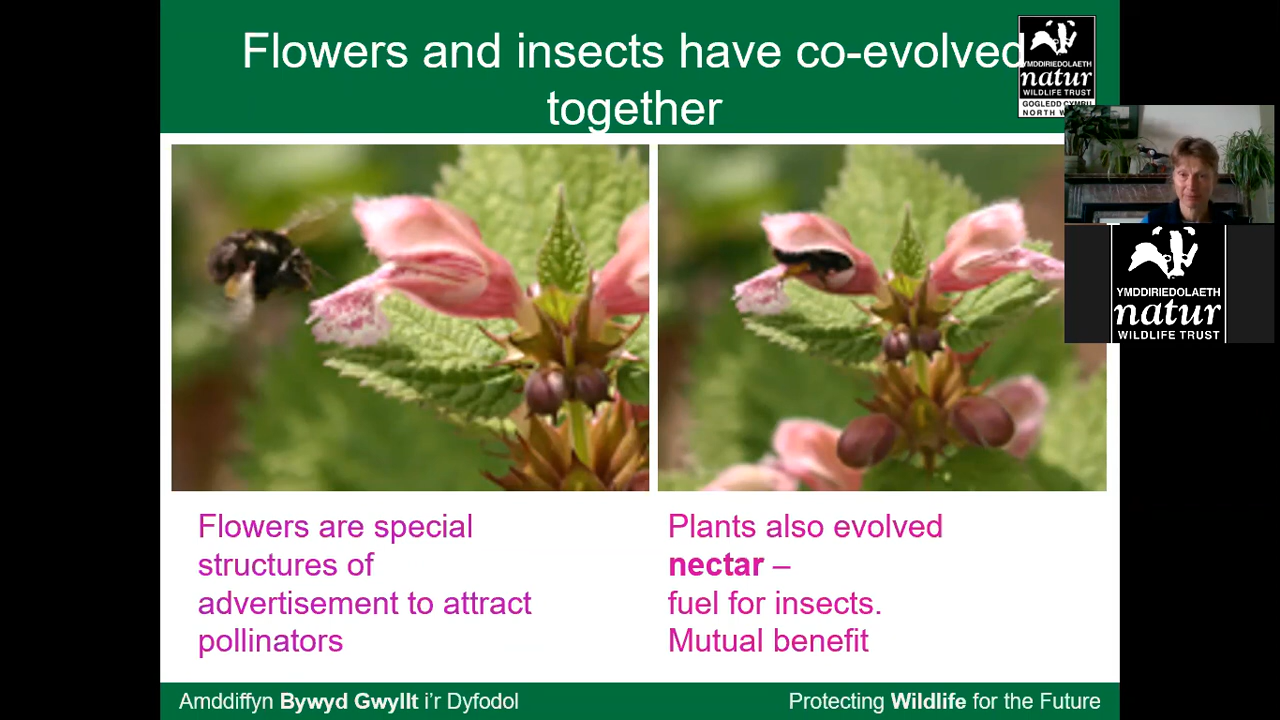 Flowers and insects have co-evolved
together
YMDDIRIEDOLAETH
natur
WILDLIFE TRUST
GOGLEDD CYMRU
NORTH
YMDDIRIEDOLAETH
natur
WILDLIFE TRUST
Flowers are special
structures of
advertisement to attract
pollinators
Plants also evolved
nectar –
fuel for insects.
Mutual benefit
Amddiffyn Bywyd Gwyllt i'r Dyfodol
Protecting Wildlife for the Future